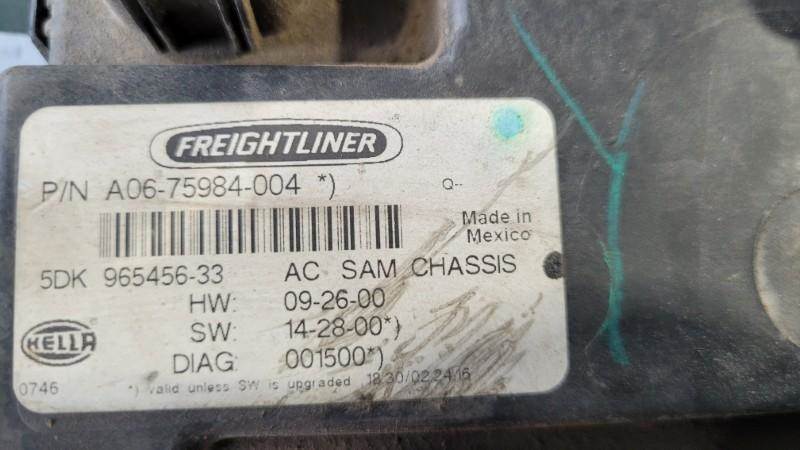 FREIGHTLINER
P/N A06-75984-004 *)
Q--
Made in
Mexico
5DK 965456-33 AC SAM CHASSIS
HW: 09-26-00
SW: 14-28-00*)
DIAG: 001500*)
HELLA
0746 *) valid unless SW is upgraded 18:30/02.24.16